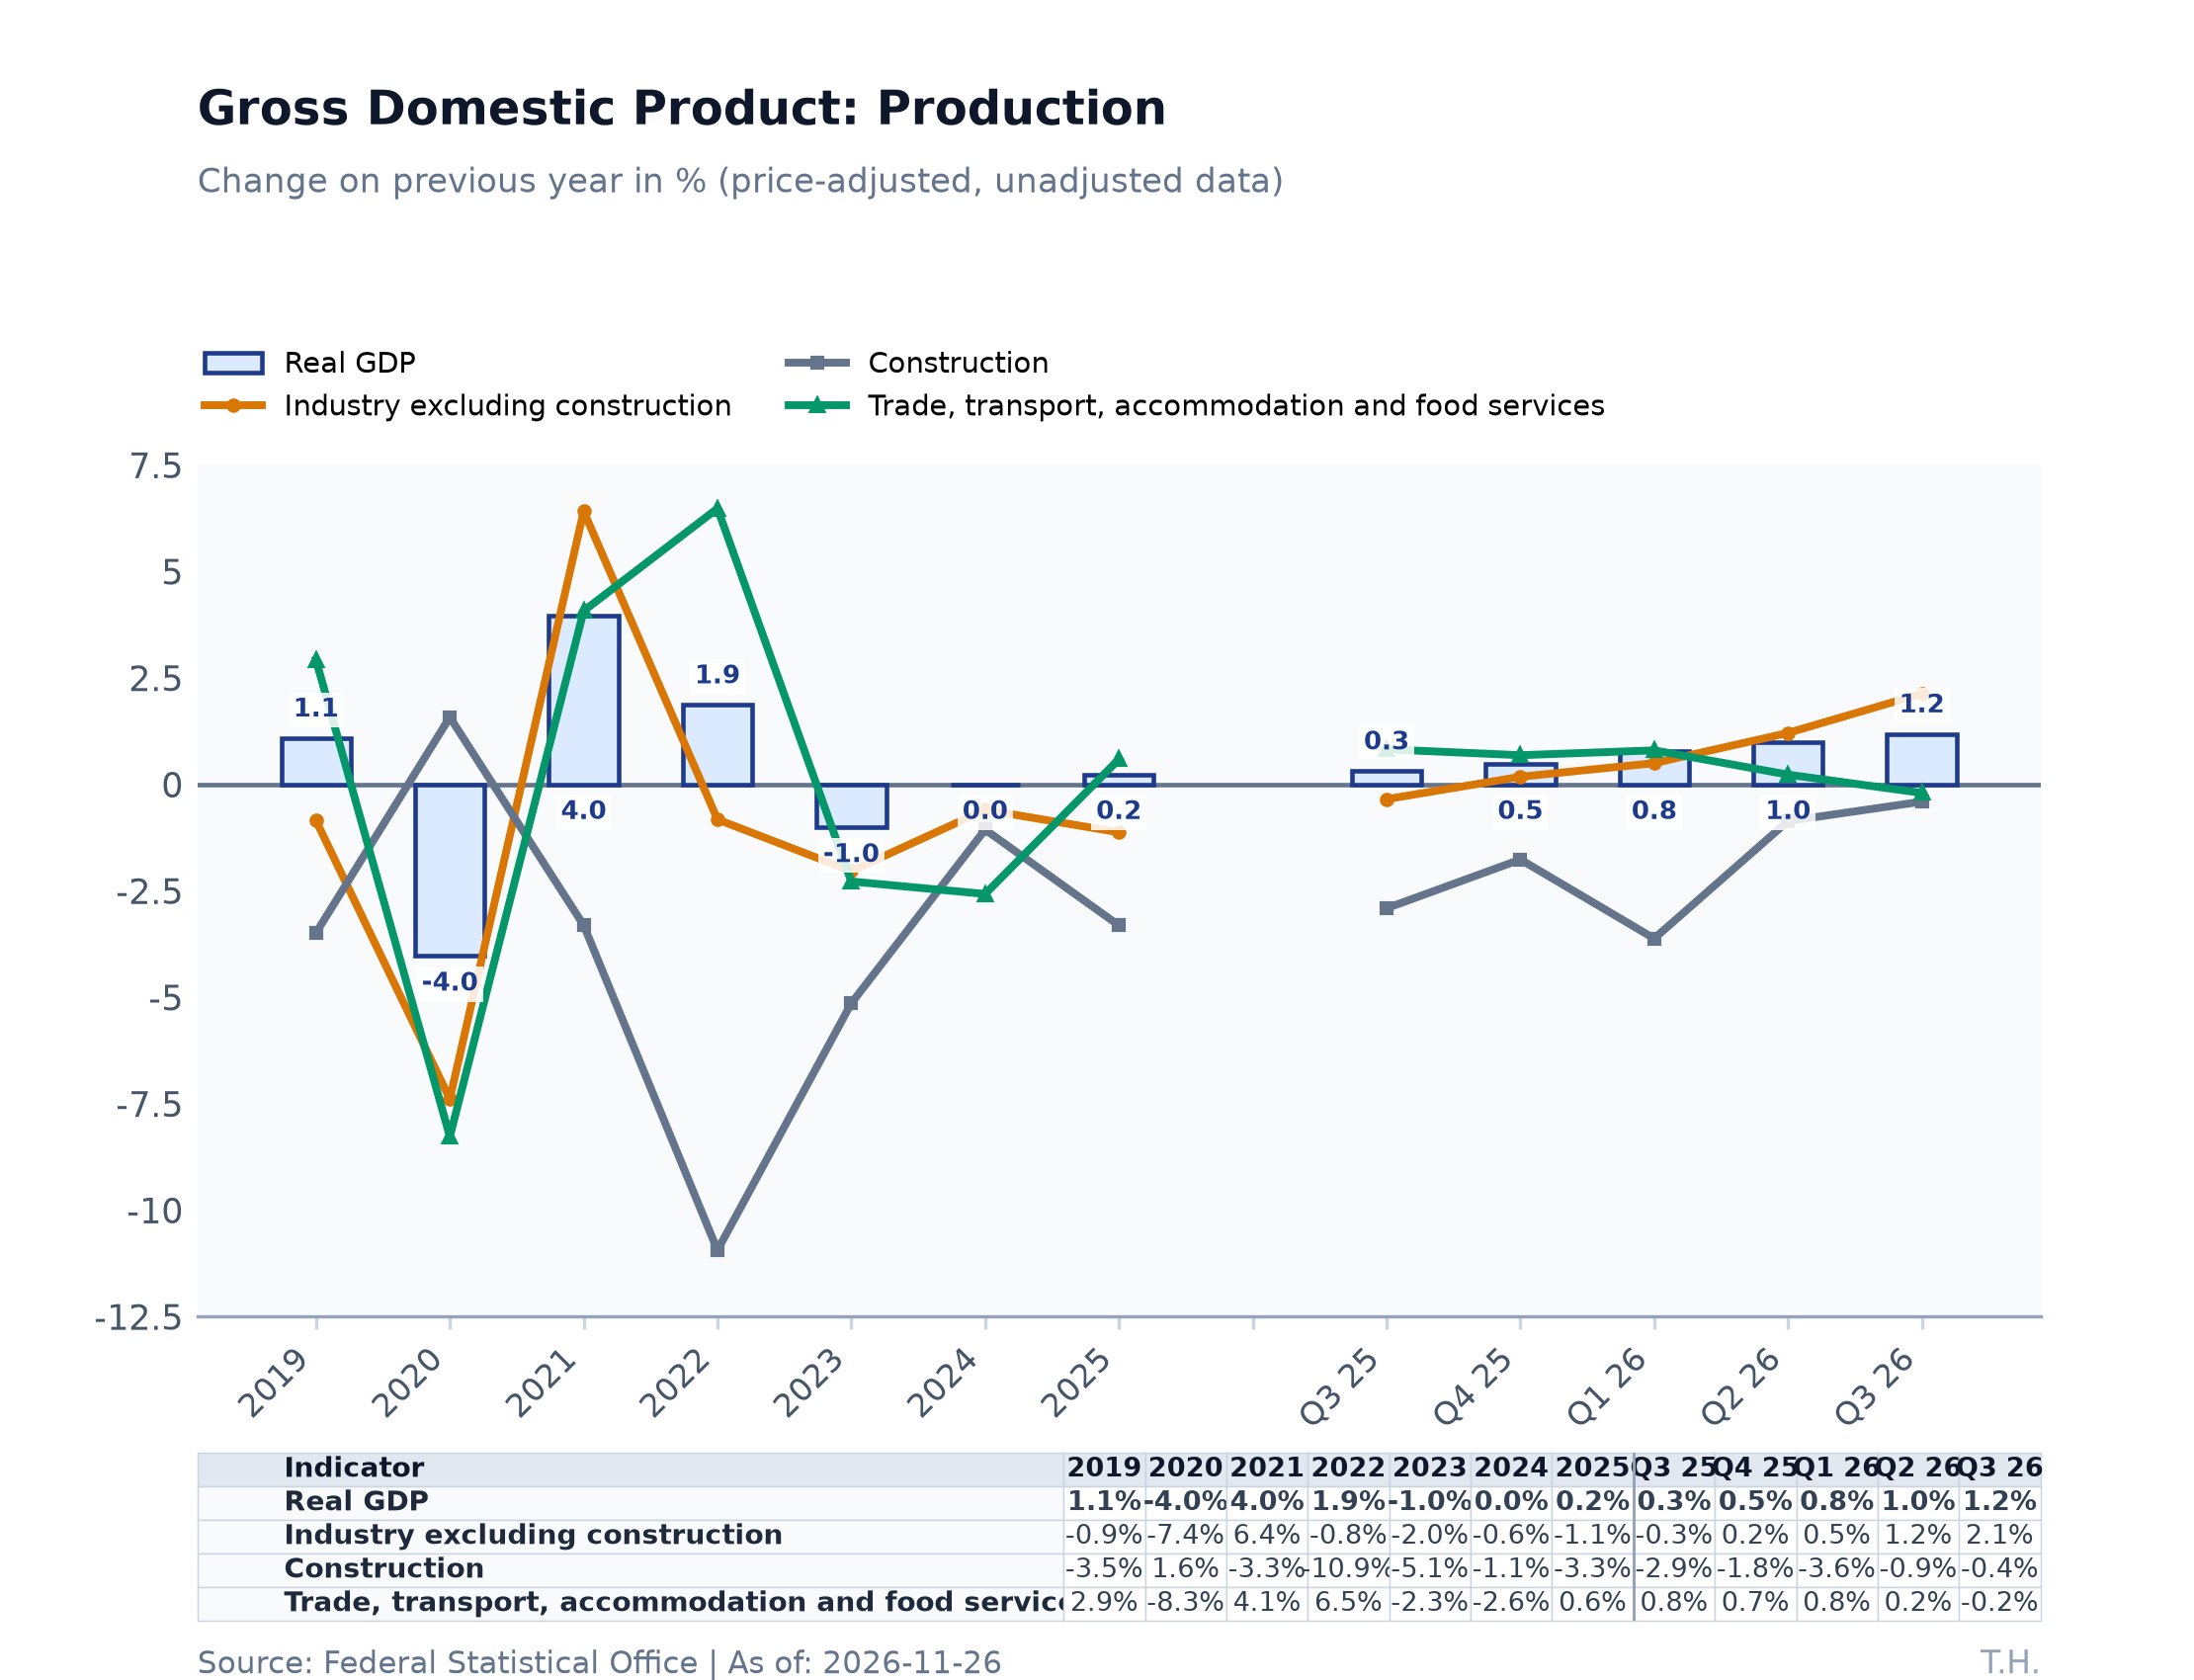 Gross Domestic Product: Production
Change on previous year in % (price-adjusted, unadjusted data)
Real GDP
Construction
Industry excluding construction
Trade, transport, accommodation and food services
7.5
5
2.5
0
-2.5
-5
-7.5
-10
-12.5
1.1
-4.0
4.0
1.9
-1.0
0.0
0.2
0.3
0.5
0.8
1.0
1.2
2019
2020
2021
2022
2023
2024
2025
Q3 25
Q4 25
Q1 26
Q2 26
Q3 26
Indicator 2019 2020 2021 2022 2023 2024 2025 Q3 25 Q4 25 Q1 26 Q2 26 Q3 26
Real GDP 1.1% -4.0% 4.0% 1.9% -1.0% 0.0% 0.2% 0.3% 0.5% 0.8% 1.0% 1.2%
Industry excluding construction -0.9% -7.4% 6.4% -0.8% -2.0% -0.6% -1.1% -0.3% 0.2% 0.5% 1.2% 2.1%
Construction -3.5% 1.6% -3.3% -10.9% -5.1% -1.1% -3.3% -2.9% -1.8% -3.6% -0.9% -0.4%
Trade, transport, accommodation and food servic 2.9% -8.3% 4.1% 6.5% -2.3% -2.6% 0.6% 0.8% 0.7% 0.8% 0.2% -0.2%
Source: Federal Statistical Office | As of: 2026-11-26
T.H.